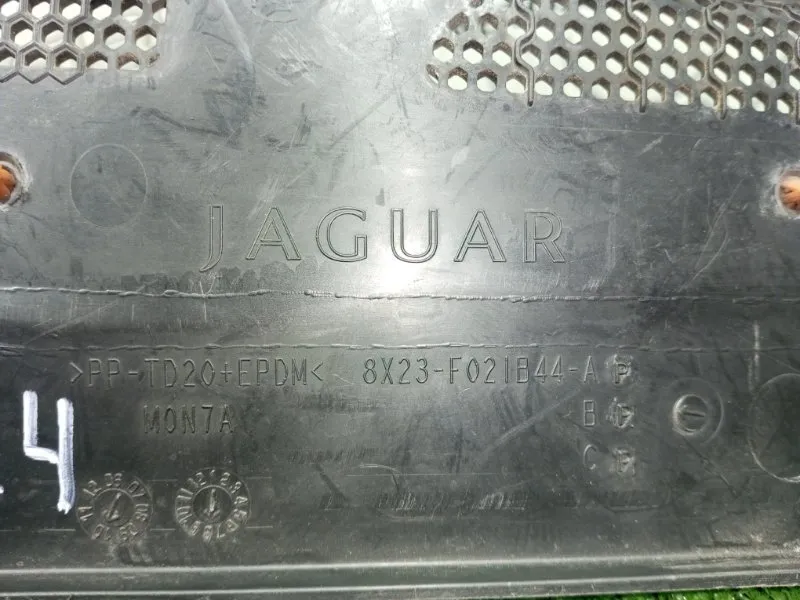 JAGUAR
>PP-TD20+EPDM< 8X23-F021B44-A
MON7A B
C
4